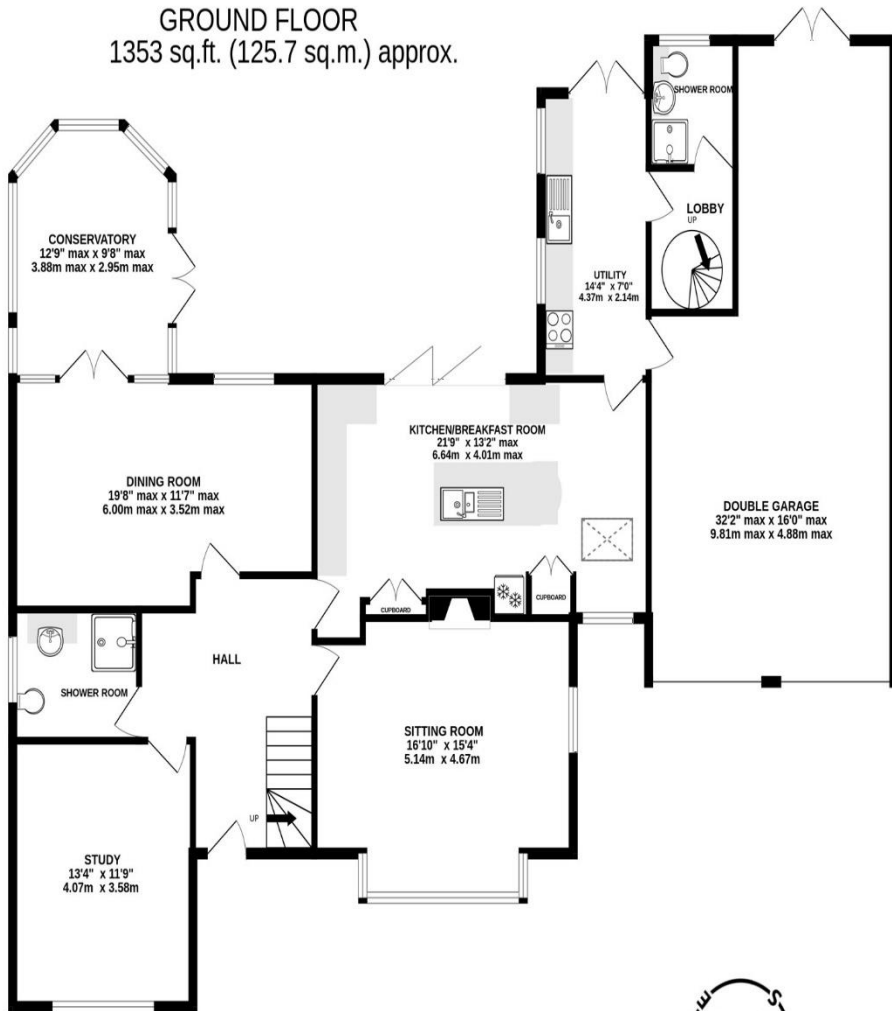 GROUND FLOOR
1353 sq.ft. (125.7 sq.m.) approx.
SHOWER ROOM
LOBBY
UP
CONSERVATORY
12'9" max x 9'8" max
3.88m max x 2.95m max
UTILITY
14'4" x 7'0"
4.37m x 2.14m
KITCHEN/BREAKFAST ROOM
21'9" x 13'2" max
6.64m x 4.01m max
DINING ROOM
19'8" max x 11'7" max
6.00m max x 3.52m max
DOUBLE GARAGE
32'2" max x 16'0" max
9.81m max x 4.88m max
CUPBOARD
CUPBOARD
HALL
SHOWER ROOM
SITTING ROOM
16'10" x 15'4"
5.14m x 4.67m
UP
STUDY
13'4" x 11'9"
4.07m x 3.58m
E S